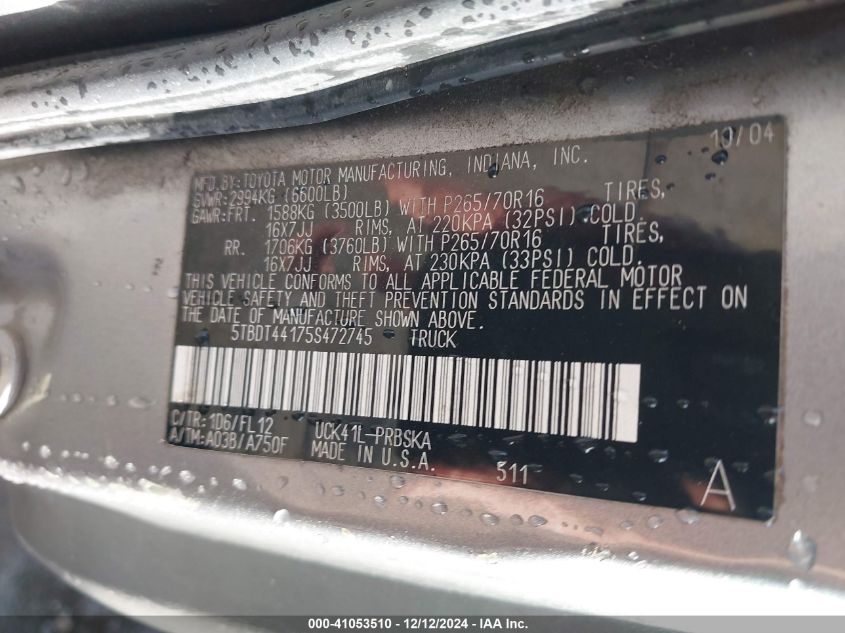 10/04
MFD.BY:TOYOTA MOTOR MANUFACTURING, INDIANA, INC.
GVWR:2994KG (6600LB)
GAWR:FRT. 1588KG (3500LB) WITH P265/70R16 TIRES,
16X7JJ RIMS, AT 220KPA (32PSI) COLD.
RR. 1706KG (3760LB) WITH P265/70R16 TIRES,
16X7JJ RIMS, AT 230KPA (33PSI) COLD.
THIS VEHICLE CONFORMS TO ALL APPLICABLE FEDERAL MOTOR
VEHICLE SAFETY AND THEFT PREVENTION STANDARDS IN EFFECT ON
THE DATE OF MANUFACTURE SHOWN ABOVE.
5TBDT44175S472745 TRUCK
C/TR:1D6/FL12 UCK41L-PRBSKA
A/TM:A03B/A750F MADE IN U.S.A.
511 A
000-41053510 - 12/12/2024 - IAA Inc.